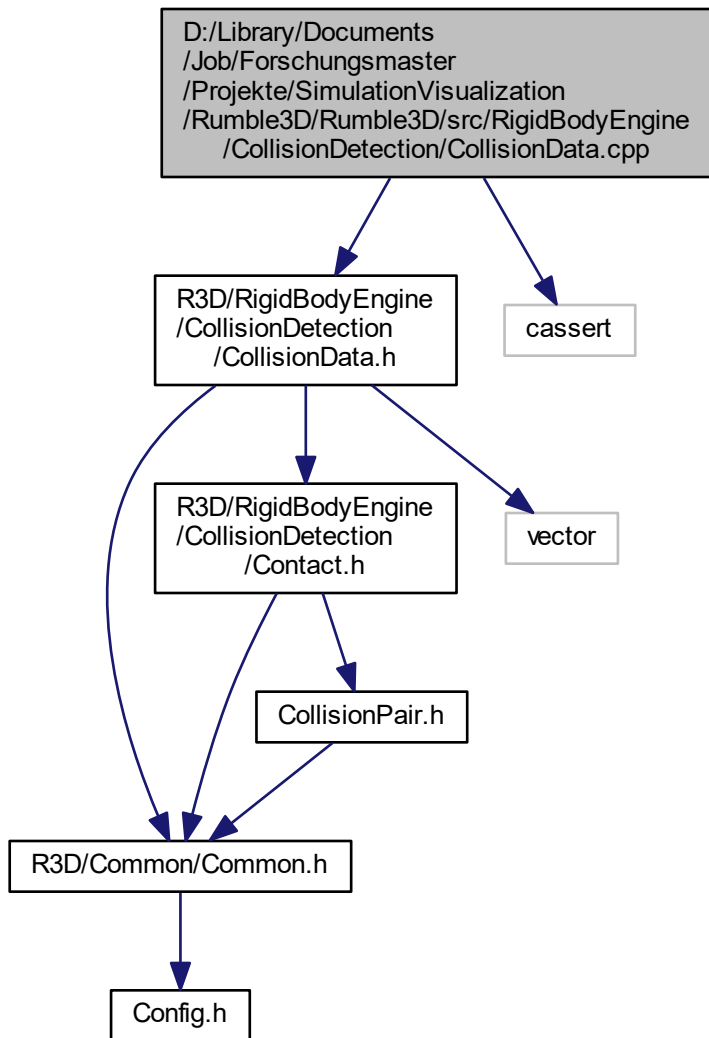 D:/Library/Documents
/Job/Forschungsmaster
/Projekte/SimulationVisualization
/Rumble3D/Rumble3D/src/RigidBodyEngine
/CollisionDetection/CollisionData.cpp
R3D/RigidBodyEngine
/CollisionDetection
/CollisionData.h
cassert
R3D/RigidBodyEngine
/CollisionDetection
/Contact.h
vector
CollisionPair.h
R3D/Common/Common.h
Config.h